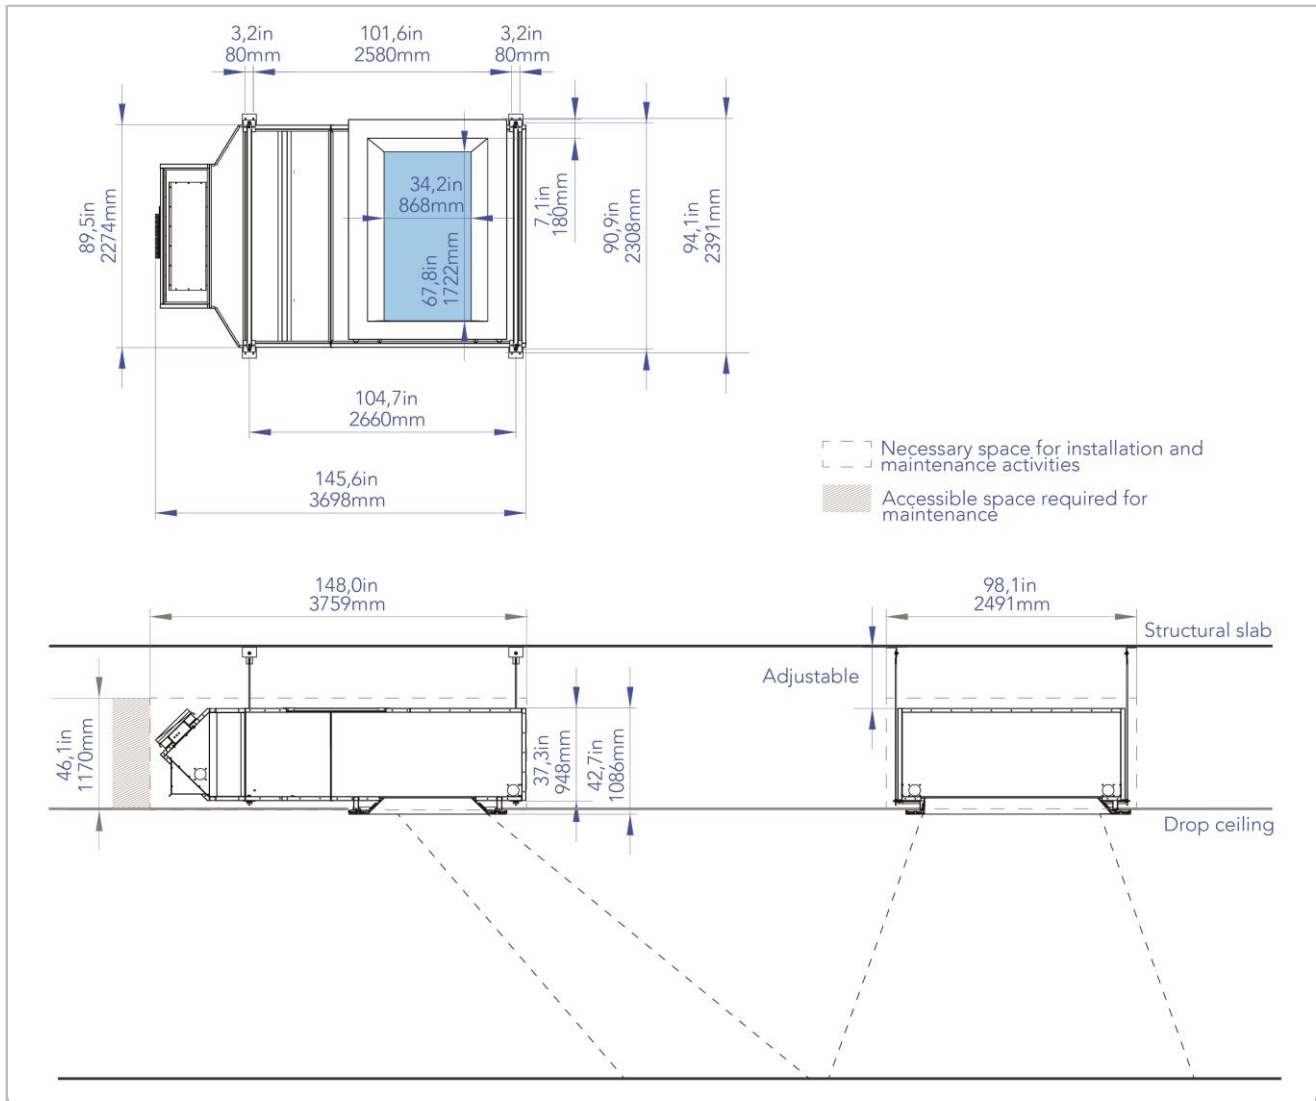 3,2in
80mm
101,6in
2580mm
3,2in
80mm
89,5in
2274mm
34,2in
868mm
67,8in
1722mm
7,1in
180mm
90,9in
2308mm
94,1in
2391mm
104,7in
2660mm
145,6in
3698mm
Necessary space for installation and
maintenance activities
Accessible space required for
maintenance
148,0in
3759mm
98,1in
2491mm
Structural slab
Adjustable
46,1in
1170mm
37,3in
948mm
42,7in
1086mm
Drop ceiling